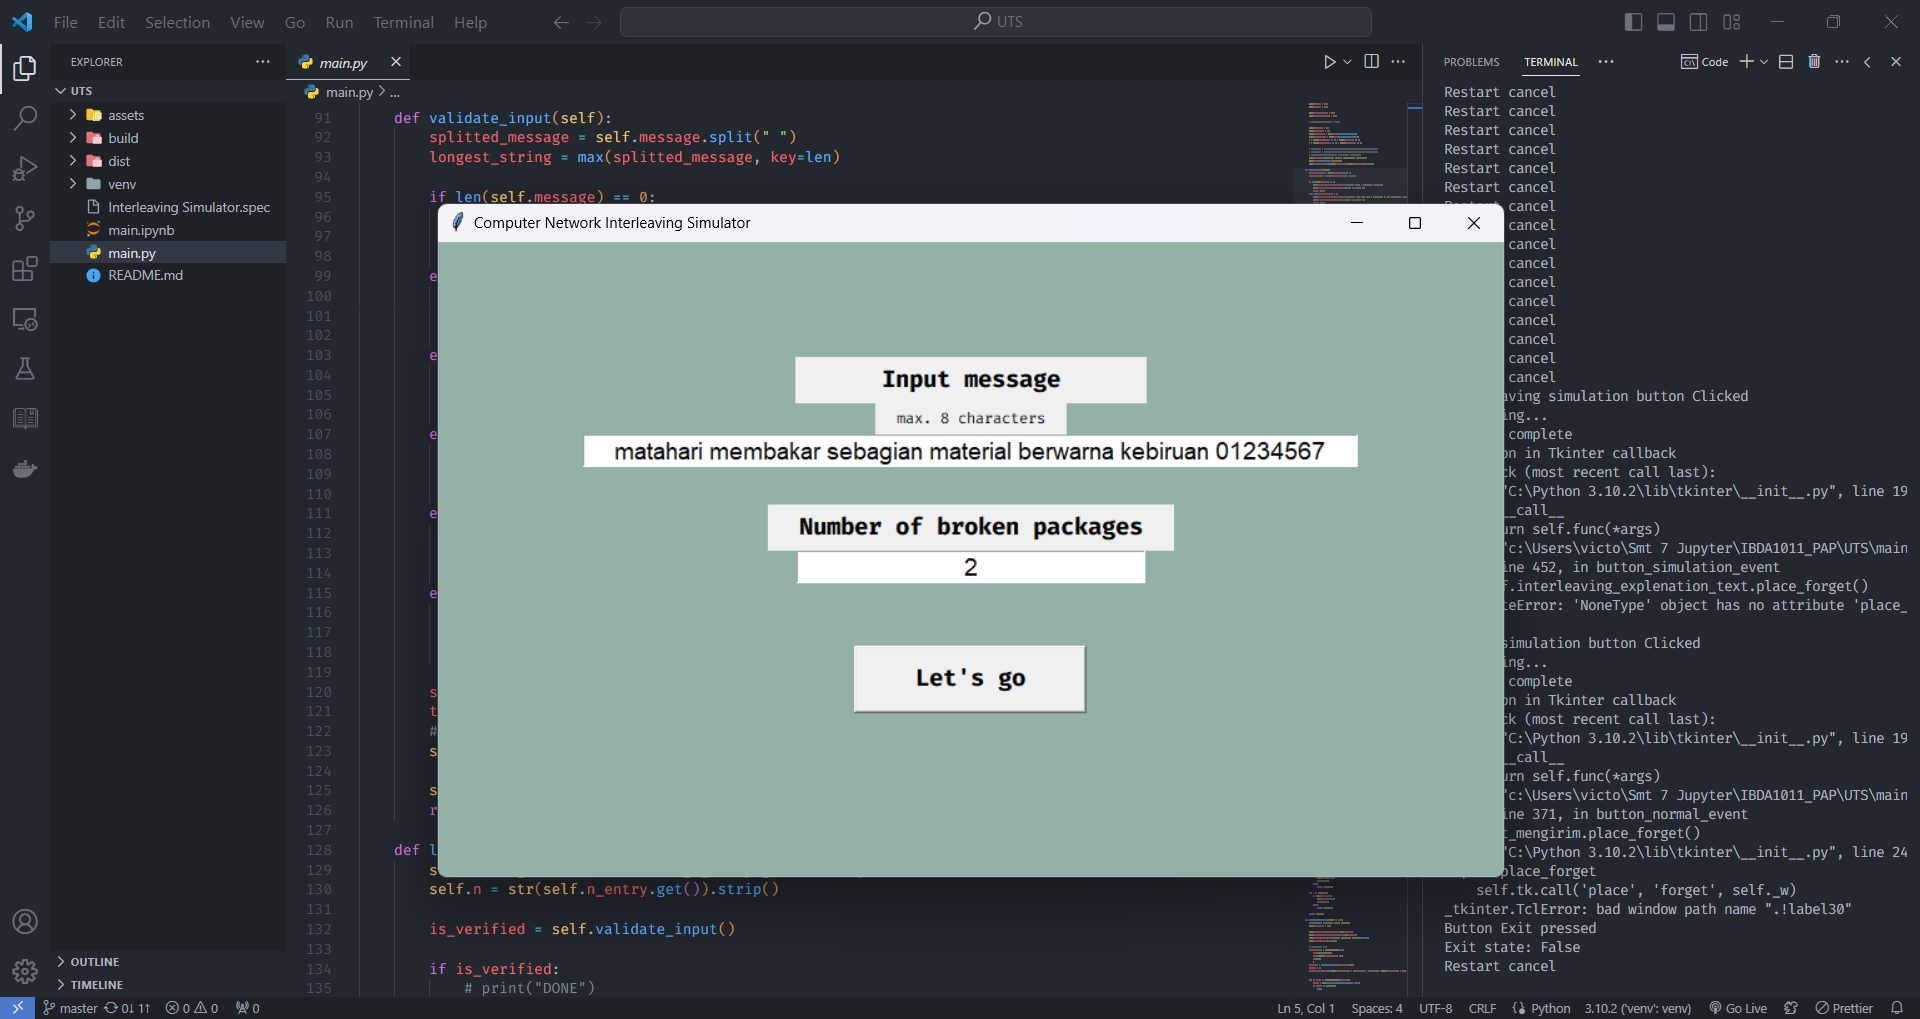 File Edit Selection View Go Run Terminal Help
UTS
EXPLORER
UTS
assets
build
dist
venv
Interleaving Simulator.spec
main.ipynb
main.py
README.md
OUTLINE
TIMELINE
main.py
main.py > ...
91 def validate_input(self):
92 splitted_message = self.message.split(" ")
93 longest_string = max(splitted_message, key=len)
94
95 if len(self.message) == 0:
96
97
98
99 e
100
101
102
103 e
104
105
106
107 e
108
109
110
111 e
112
113
114
115 e
116
117
118
119
120 s
121 t
122 #
123 s
124
125 s
126 r
127
128 def l
129 s
130 self.n = str(self.n_entry.get()).strip()
131
132 is_verified = self.validate_input()
133
134 if is_verified:
135 # print("DONE")
Computer Network Interleaving Simulator
Input message
max. 8 characters
matahari membakar sebagian material berwarna kebiruan 01234567
Number of broken packages
2
Let's go
PROBLEMS TERMINAL
Code
Restart cancel
Restart cancel
Restart cancel
Restart cancel
Restart cancel
Restart cancel
cancel
cancel
cancel
cancel
cancel
cancel
cancel
cancel
cancel
cancel
aving simulation button Clicked
ing...
complete
on in Tkinter callback
ck (most recent call last):
"C:\Python 3.10.2\lib\tkinter\__init__.py", line 19
_call__
urn self.func(*args)
"c:\Users\victo\Smt 7 Jupyter\IBDA1011_PAP\UTS\main
ine 452, in button_simulation_event
f.interleaving_explenation_text.place_forget()
teError: 'NoneType' object has no attribute 'place_
simulation button Clicked
ing...
complete
on in Tkinter callback
ck (most recent call last):
"C:\Python 3.10.2\lib\tkinter\__init__.py", line 19
_call__
urn self.func(*args)
"c:\Users\victo\Smt 7 Jupyter\IBDA1011_PAP\UTS\main
ine 371, in button_normal_event
t_mengirim.place_forget()
"C:\Python 3.10.2\lib\tkinter\__init__.py", line 24
place_forget
self.tk.call('place', 'forget', self._w)
_tkinter.TclError: bad window path name ".!label30"
Button Exit pressed
Exit state: False
Restart cancel
master 0↓ 1↑ 0 0 0
Ln 5, Col 1 Spaces: 4 UTF-8 CRLF Python 3.10.2 ('venv': venv) Go Live Prettier